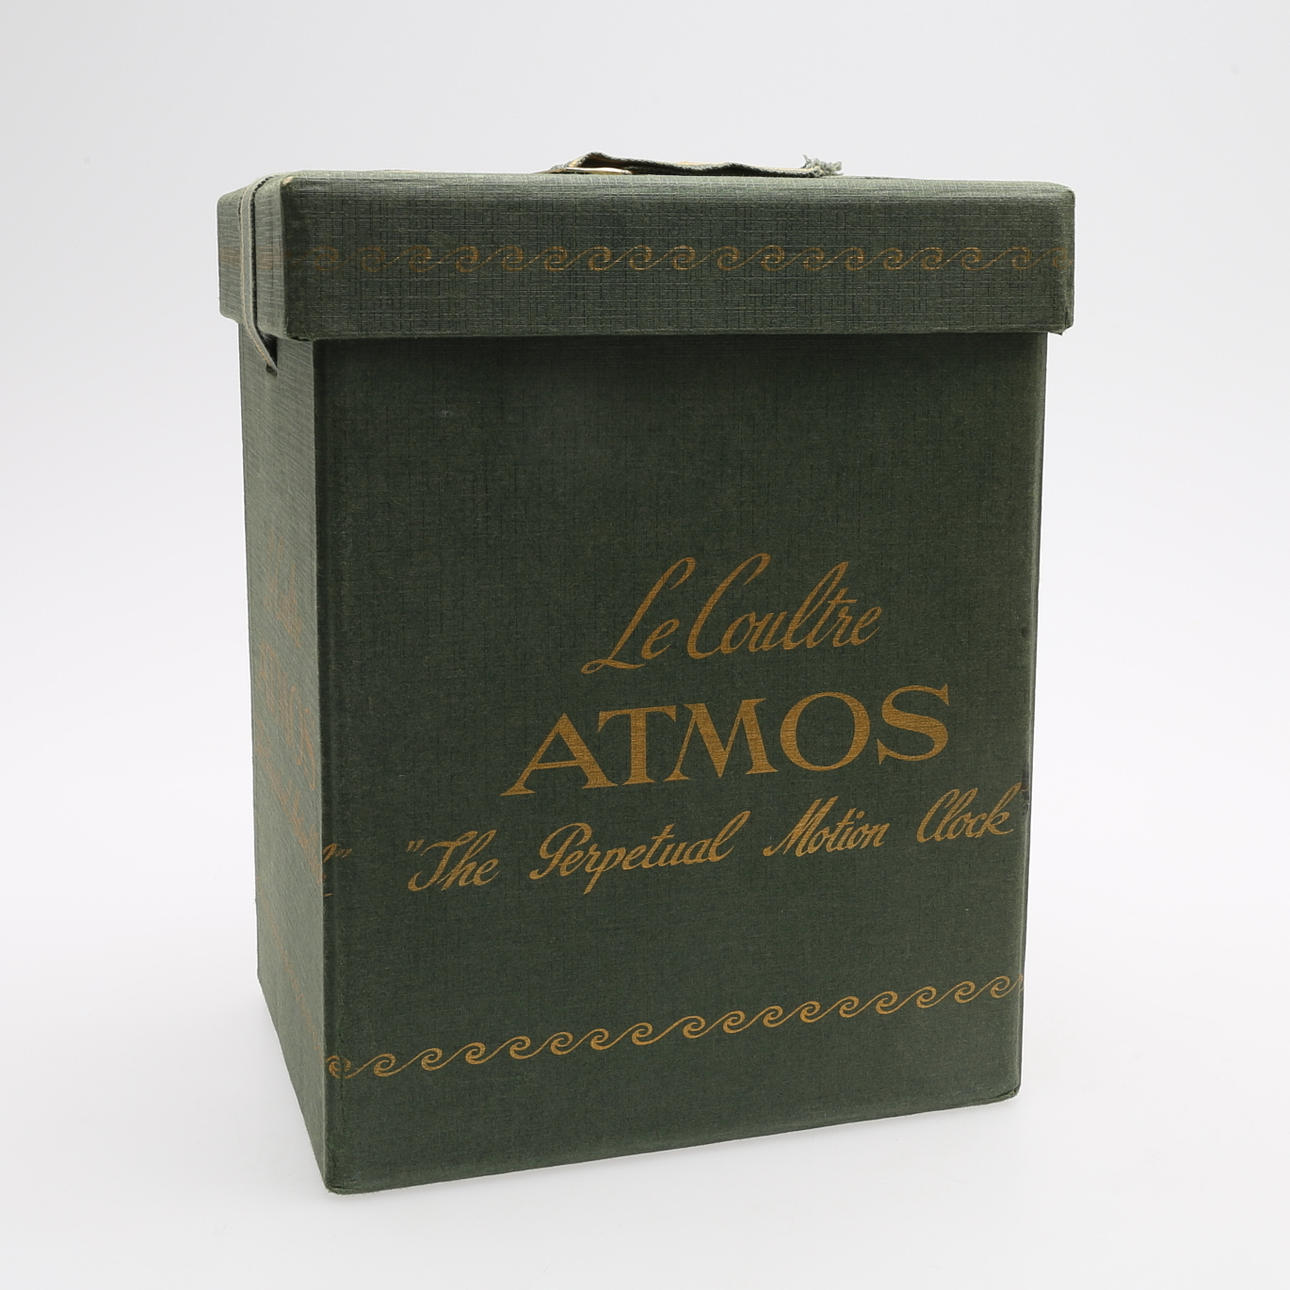 Le Coultre
ATMOS
"The Perpetual Motion Clock"